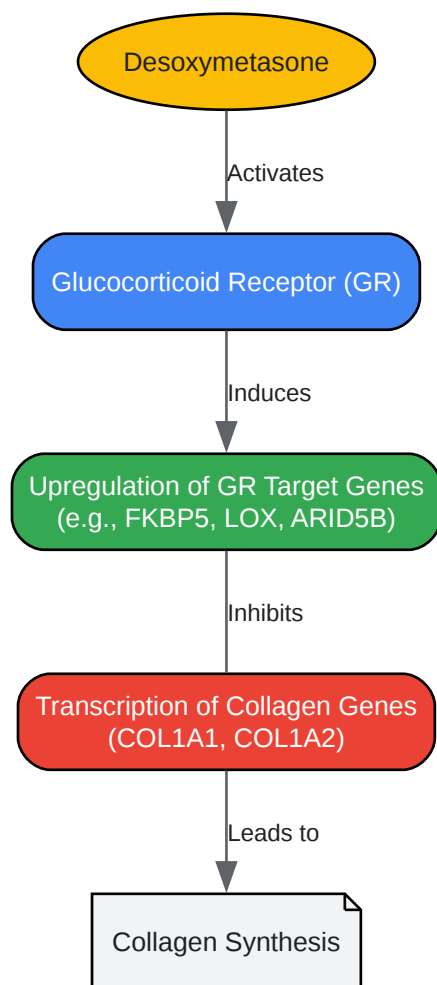 Desoxymetasone
Activates
Glucocorticoid Receptor (GR)
Induces
Upregulation of GR Target Genes
(e.g., FKBP5, LOX, ARID5B)
Inhibits
Transcription of Collagen Genes
(COL1A1, COL1A2)
Leads to
Collagen Synthesis